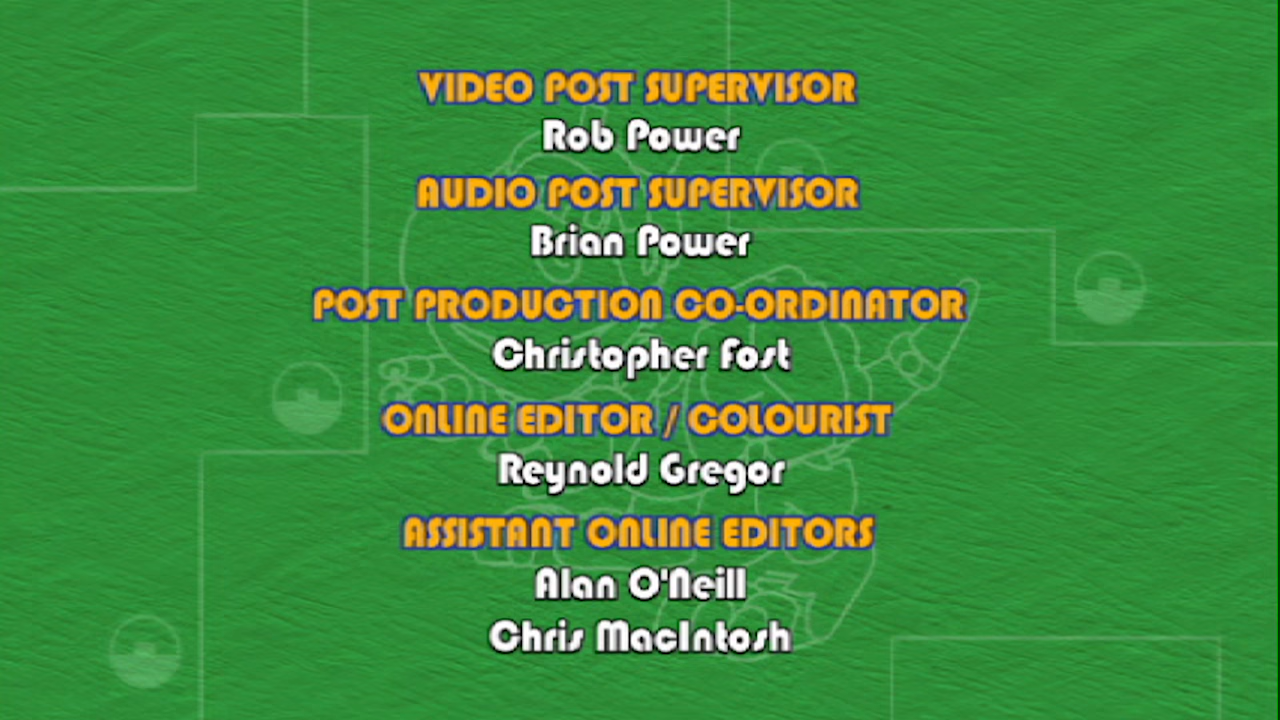 VIDEO POST SUPERVISOR
Rob Power
AUDIO POST SUPERVISOR
Brian Power
POST PRODUCTION CO-ORDINATOR
Christopher Fost
ONLINE EDITOR / COLOURIST
Reynold Gregor
ASSISTANT ONLINE EDITORS
Alan O'Neill
Chris MacIntosh